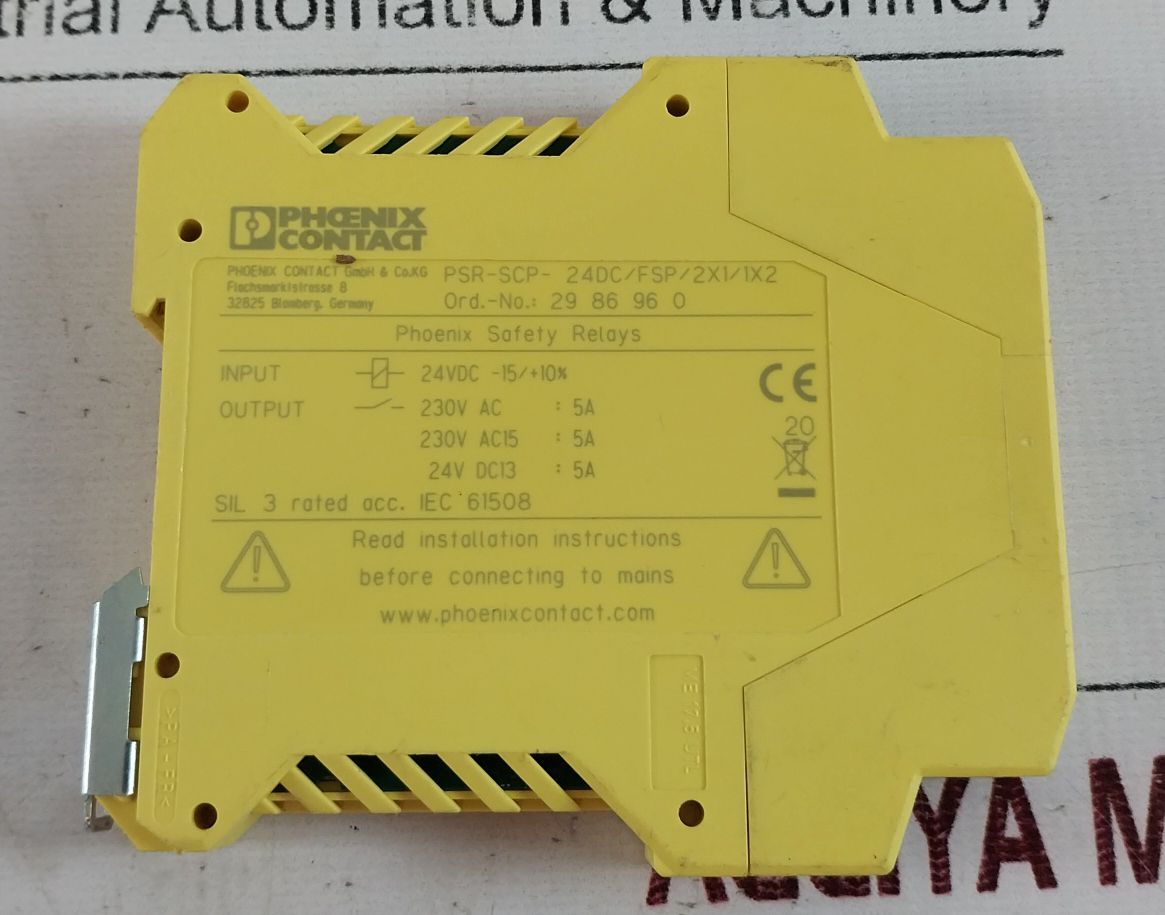 trial Automation & Machinery
PHOENIX
CONTACT
PHOENIX CONTACT GmbH & Co.KG
Flachsmarktstrasse 8
32825 Blomberg, Germany
PSR-SCP- 24DC/FSP/2X1/1X2
Ord.-No.: 29 86 96 0
Phoenix Safety Relays
INPUT 24VDC -15/+10%
OUTPUT 230V AC : 5A
230V AC15 : 5A
24V DC13 : 5A
CE
20
SIL 3 rated acc. IEC 61508
Read installation instructions
before connecting to mains
www.phoenixcontact.com
>PA-FR<